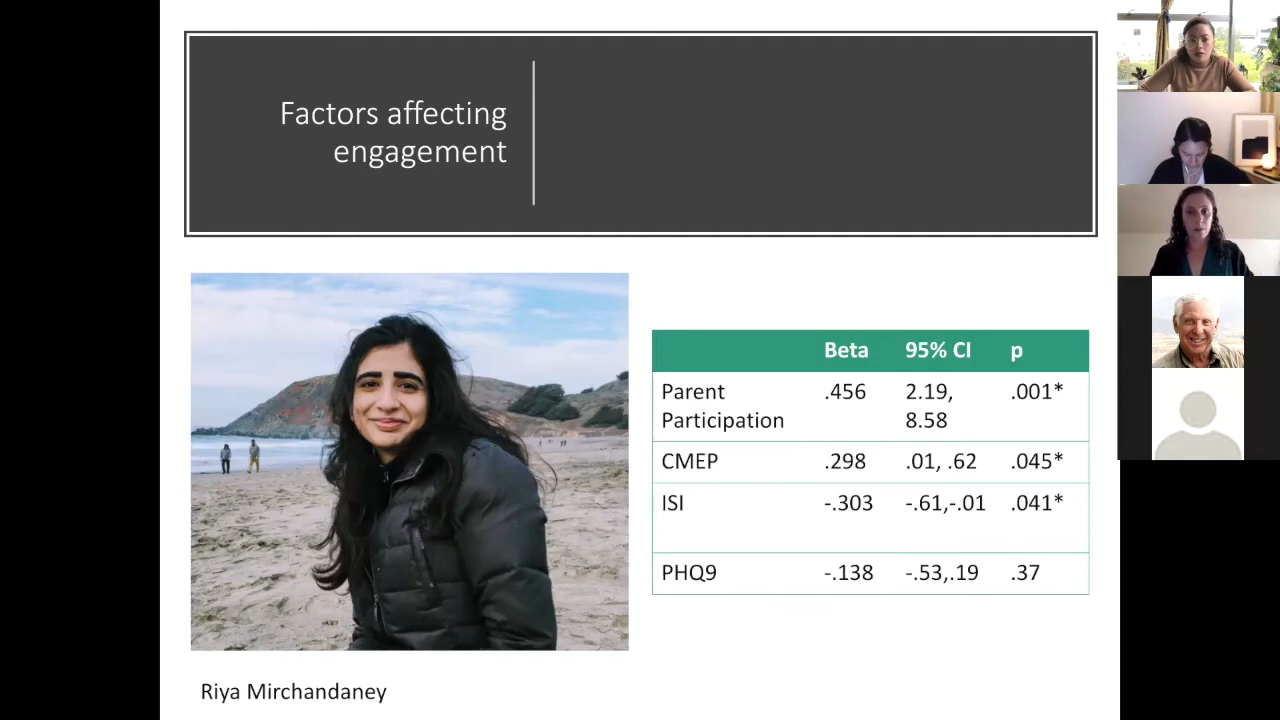 Factors affecting
engagement
Beta 95% CI p
Parent Participation .456 2.19, 8.58 .001*
CMEP .298 .01, .62 .045*
ISI -.303 -.61,-.01 .041*
PHQ9 -.138 -.53,.19 .37
Riya Mirchandaney